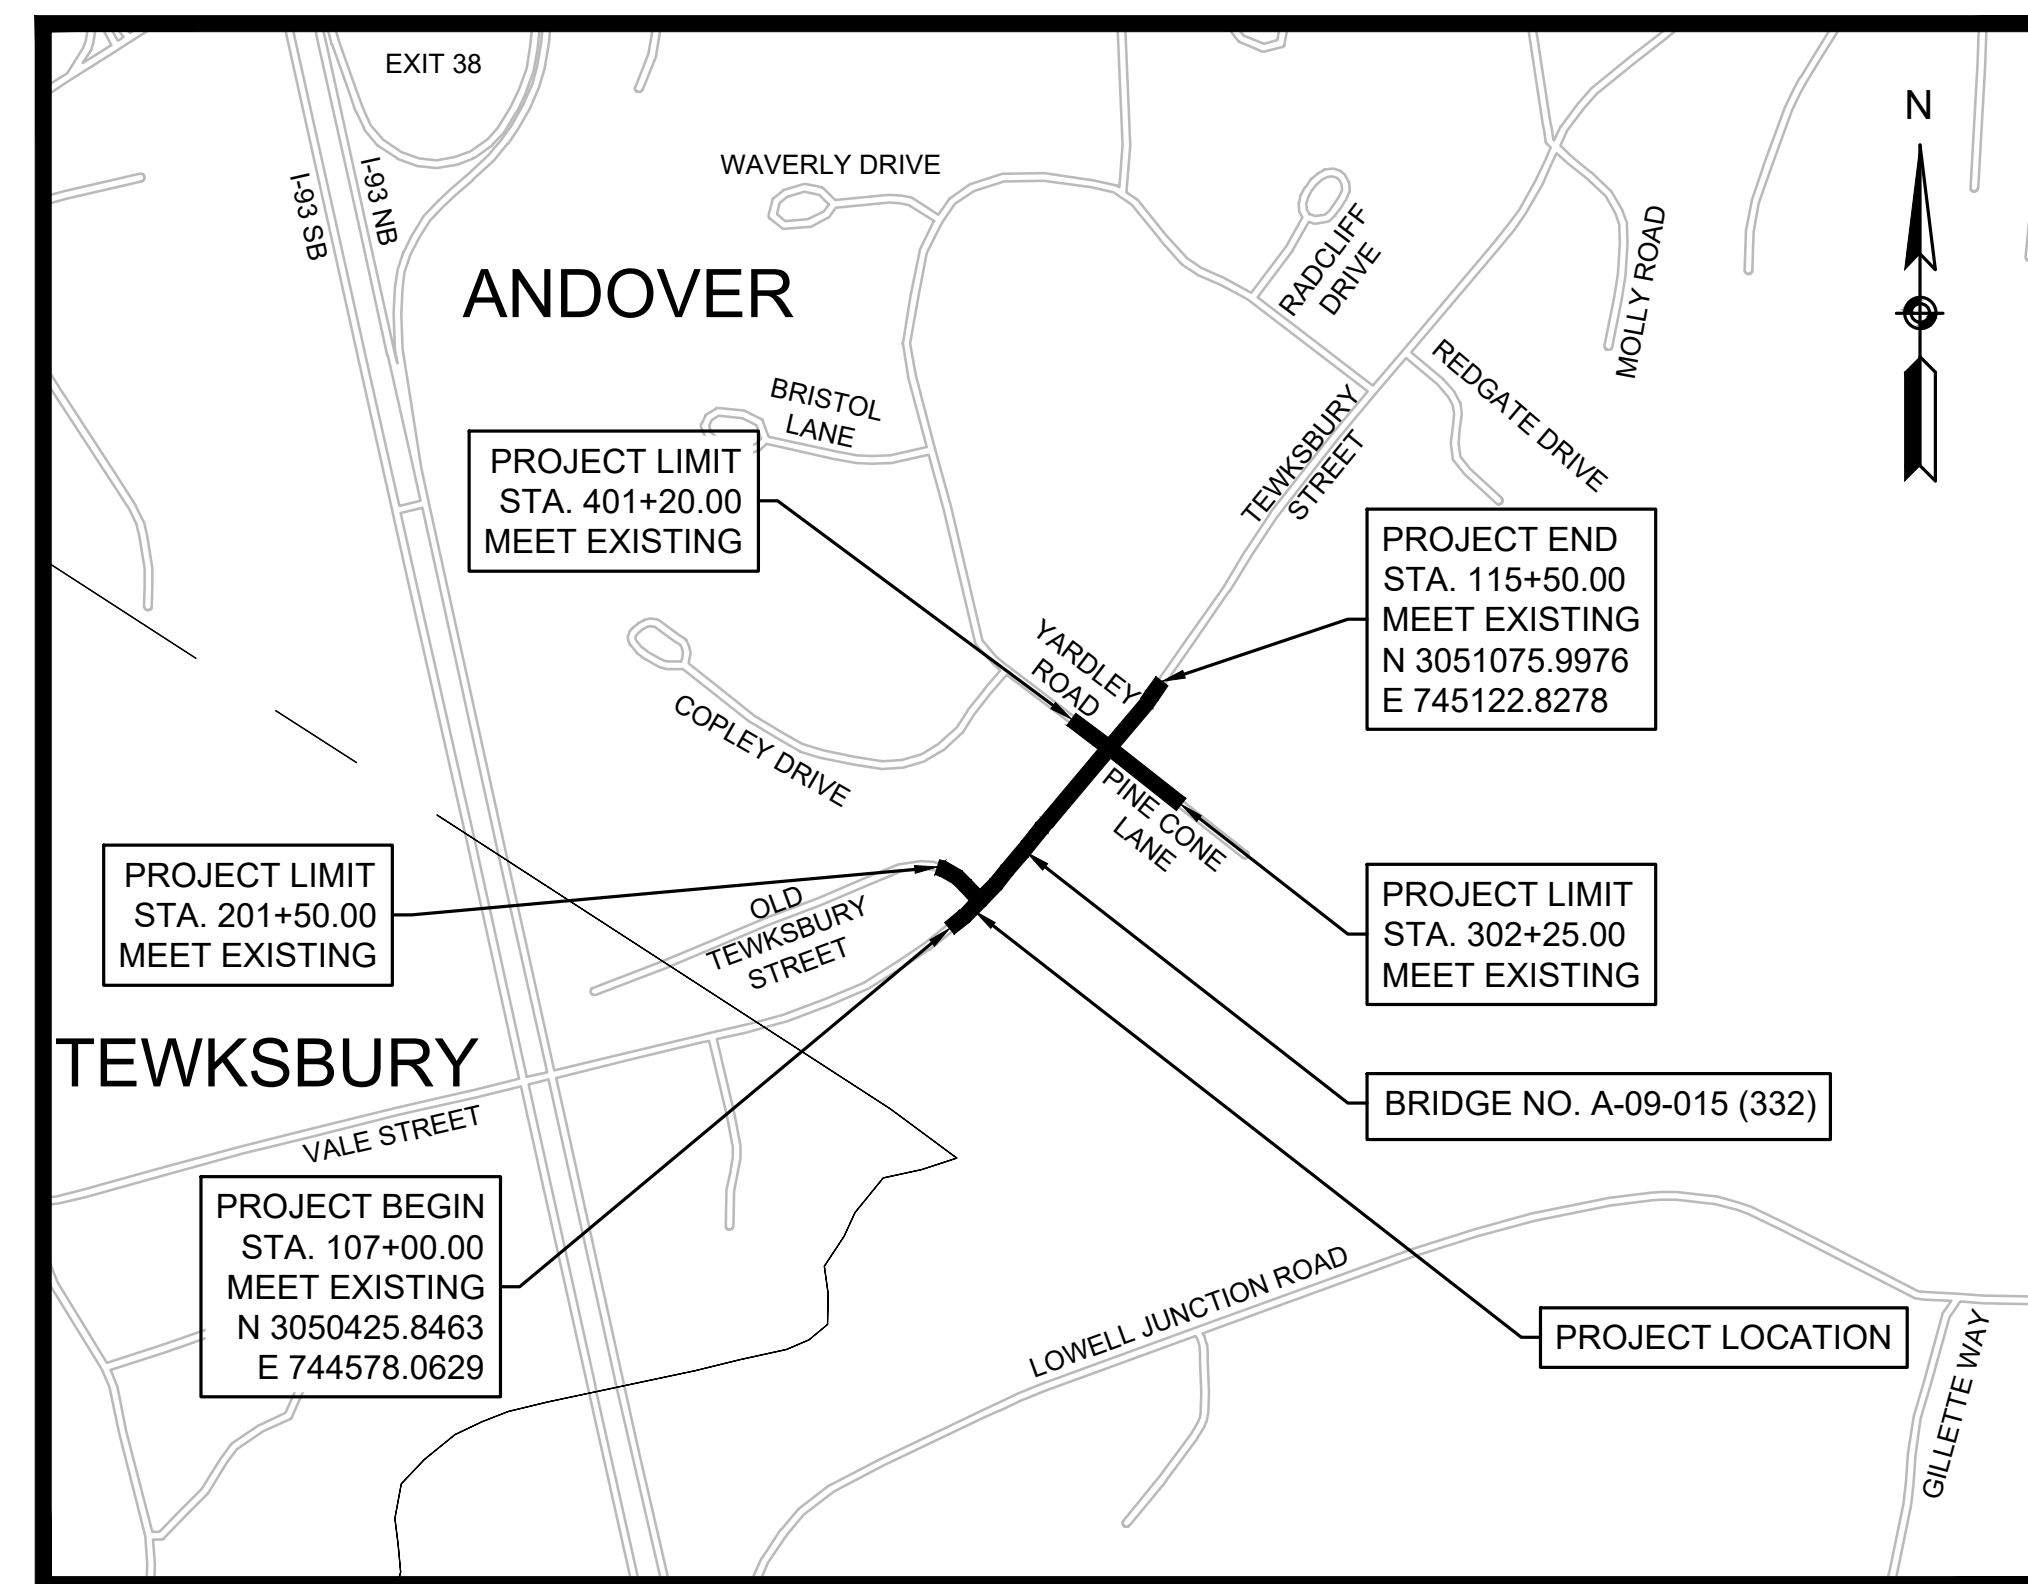 EXIT 38
N
I-93 SB
I-93 NB
WAVERLY DRIVE
RADCLIFF
DRIVE
MOLLY ROAD
ANDOVER
REDGATE DRIVE
BRISTOL
LANE
TEWKSBURY
STREET
PROJECT LIMIT
STA. 401+20.00
MEET EXISTING
PROJECT END
STA. 115+50.00
MEET EXISTING
N 3051075.9976
E 745122.8278
YARDLEY
ROAD
COPLEY DRIVE
PINE CONE
LANE
PROJECT LIMIT
STA. 201+50.00
MEET EXISTING
OLD
TEWKSBURY
STREET
PROJECT LIMIT
STA. 302+25.00
MEET EXISTING
TEWKSBURY
VALE STREET
BRIDGE NO. A-09-015 (332)
PROJECT BEGIN
STA. 107+00.00
MEET EXISTING
N 3050425.8463
E 744578.0629
LOWELL JUNCTION ROAD
PROJECT LOCATION
GILLETTE WAY